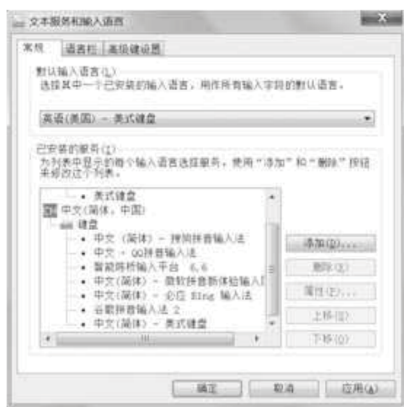 文本服务和输入语言
常规 语言栏 高级键设置
默认输入语言(L)
选择其中一个已安装的输入语言，用作所有输入字段的默认语言。
英语(美国) - 美式键盘
已安装的服务(I)
为列表中显示的每个输入语言选择服务。使用“添加”和“删除”按钮
来修改这个列表。
• 美式键盘
CH 中文(简体，中国)
键盘
• 中文 (简体) - 搜狗拼音输入法
• 中文 - QQ拼音输入法
• 智能陈桥输入平台 6.6
• 中文(简体) - 微软拼音新体验输入
• 中文(简体) - 必应 Bing 输入法
• 谷歌拼音输入法 2
• 中文(简体) - 美式键盘
添加(D)...
删除(R)
属性(P)...
上移(U)
下移(O)
确定 取消 应用(A)